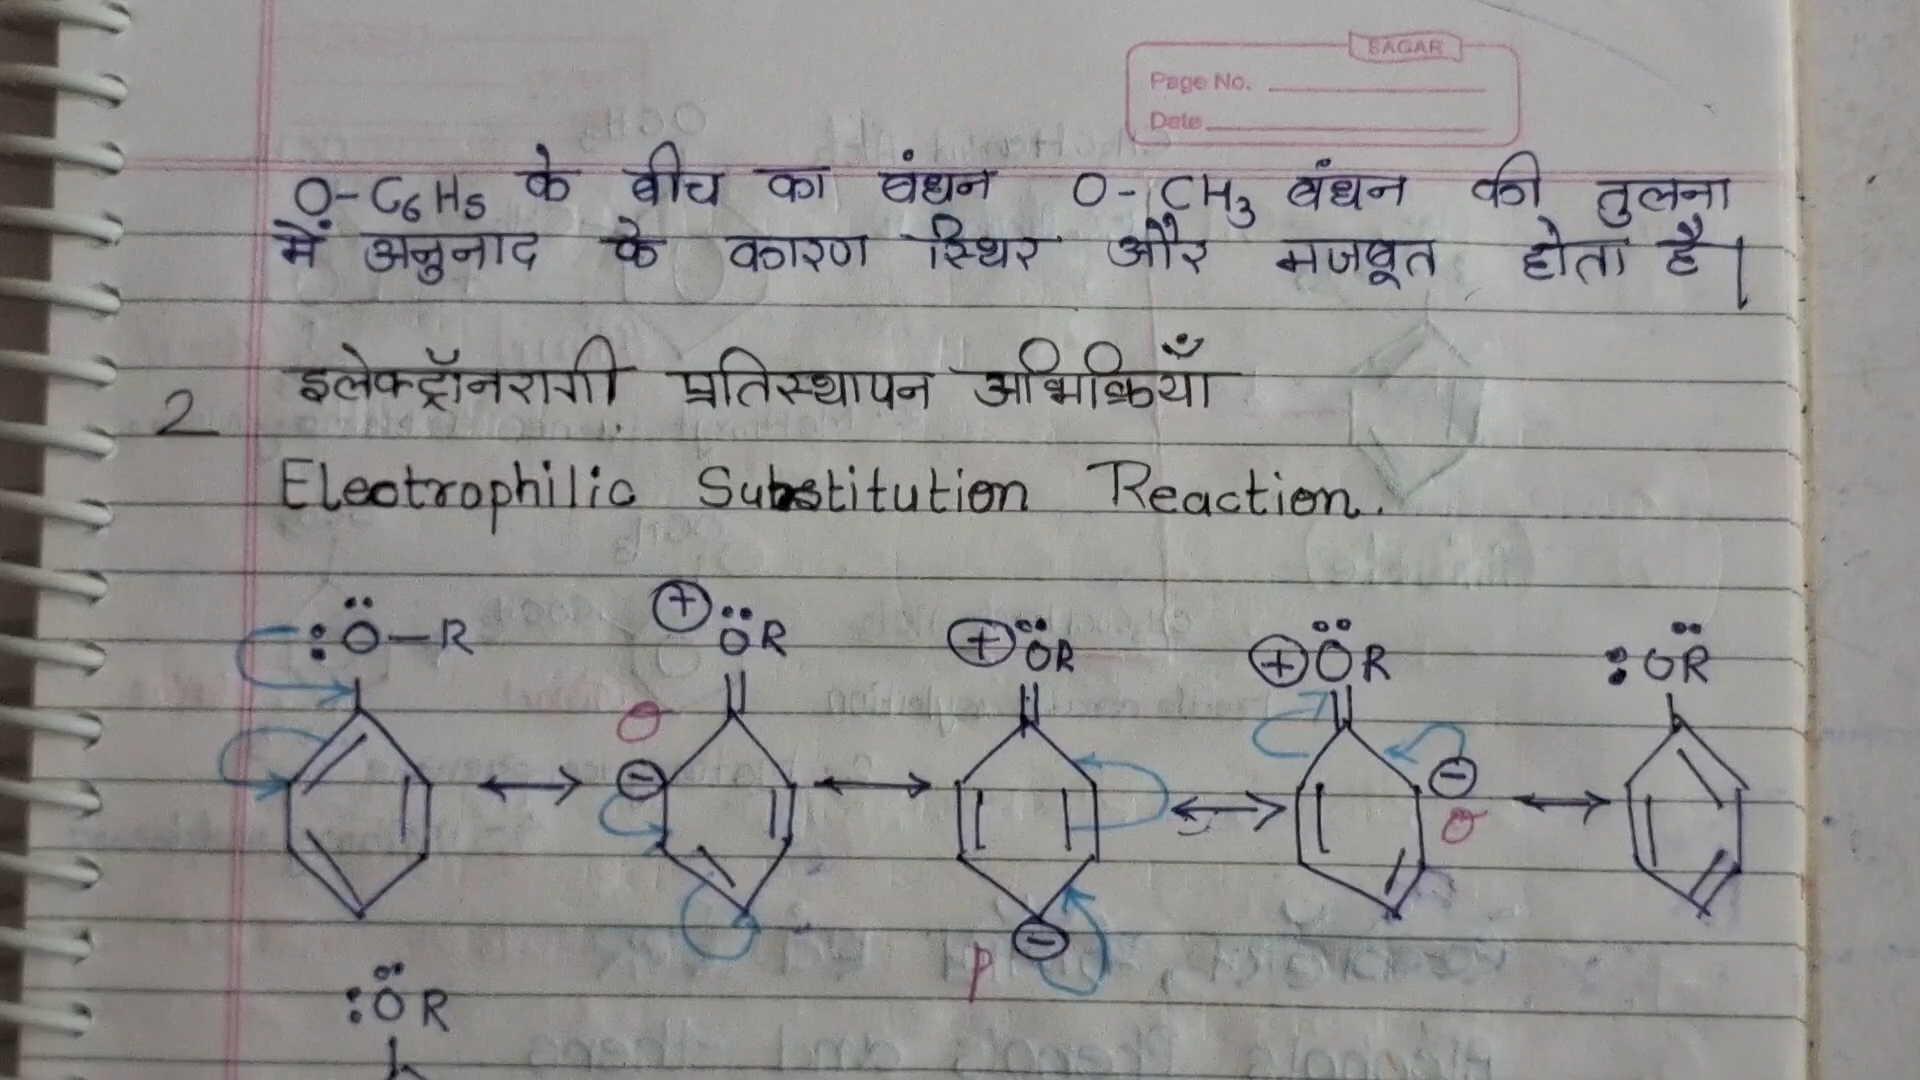 SAGAR
Page No.
Date
O-C6H5 के बीच का बंधन O-CH3 बंधन की तुलना
में अनुनाद के कारण स्थिर और मजबूत होता है|
2 इलेक्ट्रॉनरागी प्रतिस्थापन अभिक्रियाँ
Electrophilic Substitution Reaction.
:Ö—R ⊕ ÖR ⊕ ÖR ⊕ ÖR :ÖR
o
⊖ ⊖
o
p ⊖
:ÖR